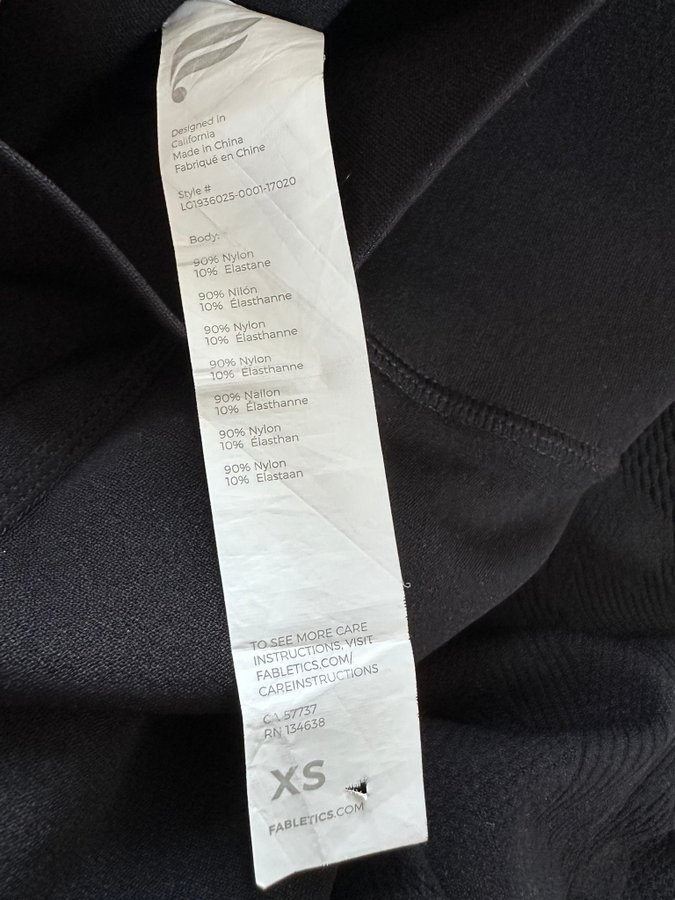 Designed in
California
Made in China
Fabriqué en Chine
Style #
LG1936025-0001-17020
Body:
90% Nylon
10% Elastane
90% Nilón
10% Élasthanne
90% Nylon
10% Élasthanne
90% Nylon
10% Élasthanne
90% Nailon
10% Élasthanne
90% Nylon
10% Elasthan
90% Nylon
10% Elastaan
TO SEE MORE CARE
INSTRUCTIONS, VISIT
FABLETICS.COM/
CAREINSTRUCTIONS
CA 57737
RN 134638
XS
FABLETICS.COM